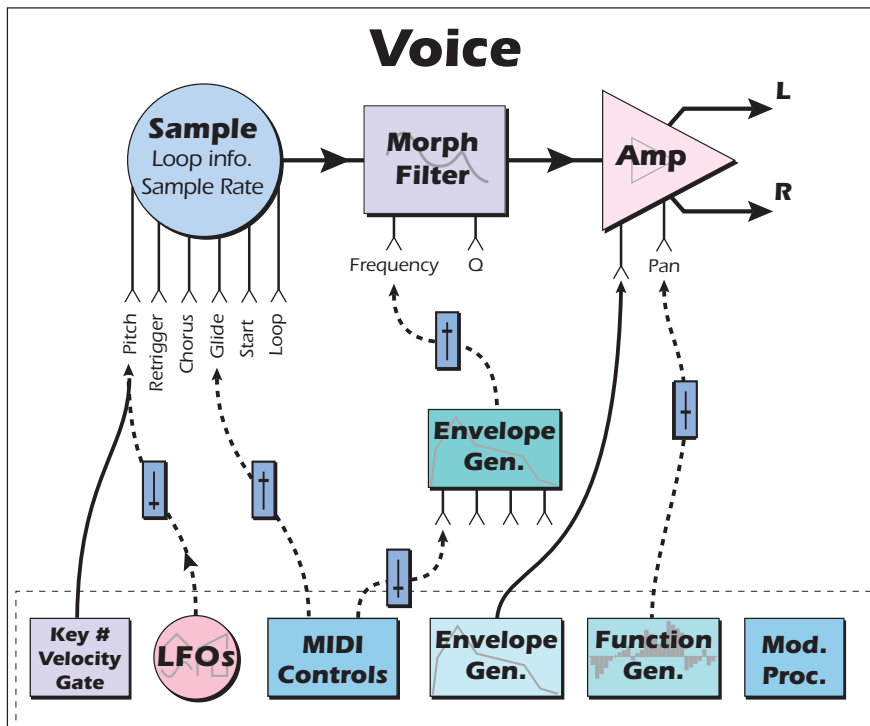 Voice
L
Sample
Loop info.
Sample Rate
Morph
Filter
Amp
R
Frequency
Q
Pan
Pitch
Retrigger
Chorus
Glide
Start
Loop
Envelope
Gen.
Key #
Velocity
Gate
LFOs
MIDI
Controls
Envelope
Gen.
Function
Gen.
Mod.
Proc.